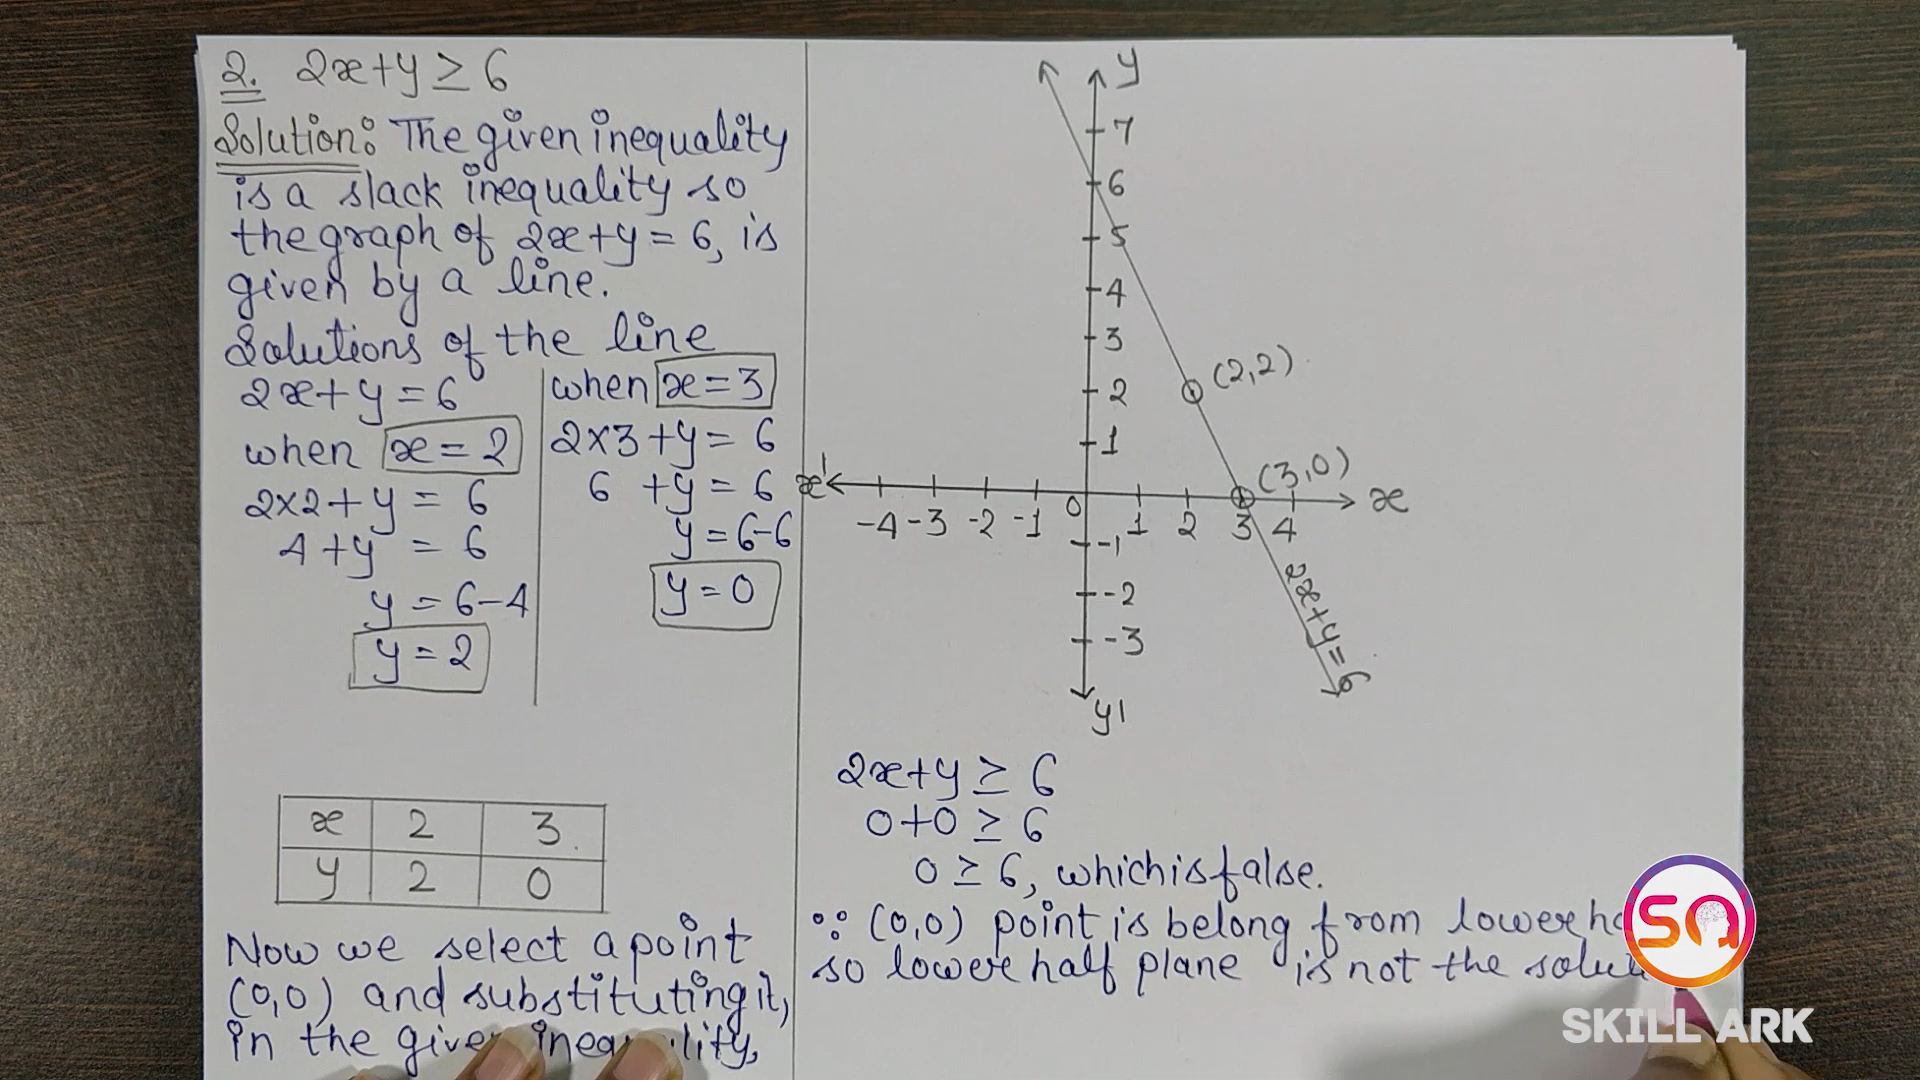 2. 2x+y ≥ 6
Solution: The given inequality
is a slack inequality so
the graph of 2x+y = 6, is
given by a line.
Solutions of the line
2x+y = 6
when x = 2
2×2+y = 6
4+y = 6
y = 6-4
y = 2
when x = 3
2×3+y = 6
6 +y = 6
y = 6-6
y = 0
x 2 3
y 2 0
Now we select a point
(0,0) and substituting it,
in the given inequality,
y
7
6
5
4
3
2
1
(2,2)
(3,0)
x' -4 -3 -2 -1 0 1 2 3 4 x
-1
-2
-3
y'
2x+y=6
2x+y ≥ 6
0+0 ≥ 6
0 ≥ 6, which is false.
∵ (0,0) point is belong from lower
so lower half plane is not the
SKILL ARK